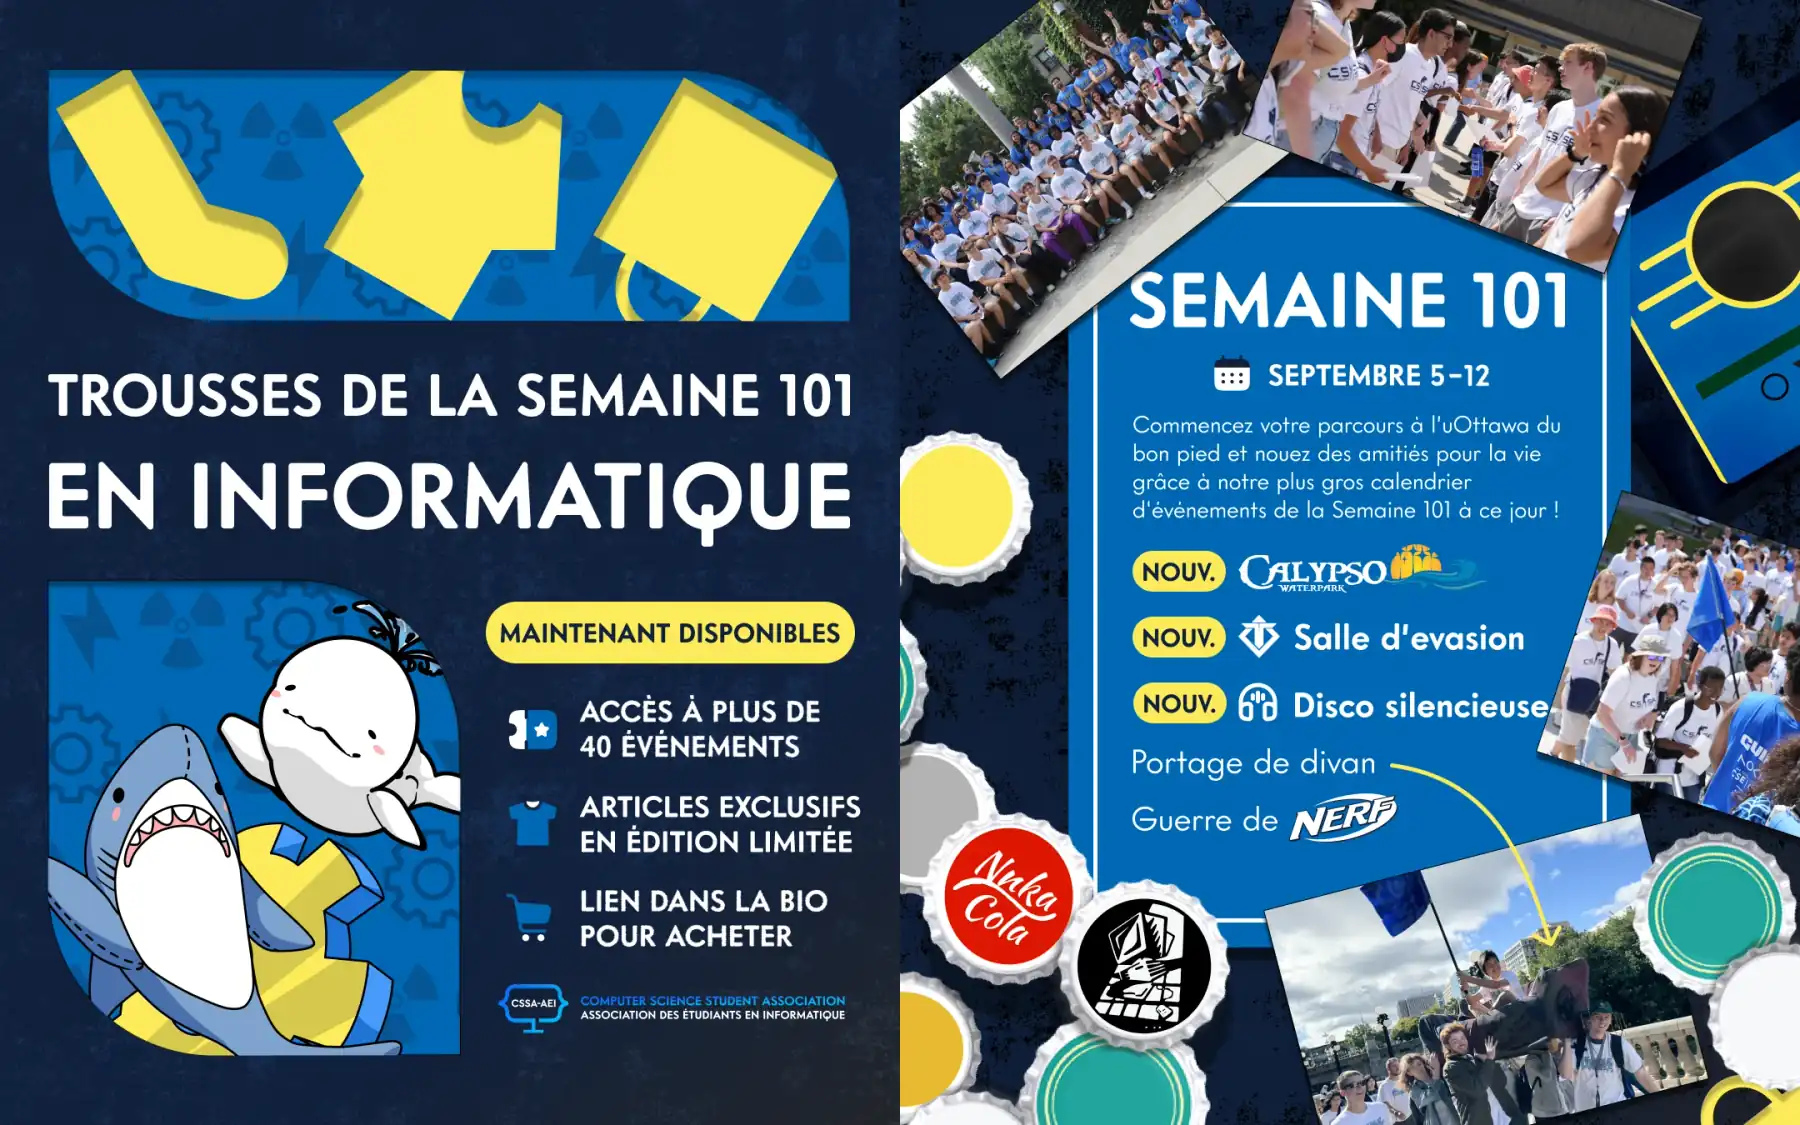 TROUSSES DE LA SEMAINE 101
EN INFORMATIQUE
MAINTENANT DISPONIBLES
ACCÈS À PLUS DE
40 ÉVÉNEMENTS
ARTICLES EXCLUSIFS
EN ÉDITION LIMITÉE
LIEN DANS LA BIO
POUR ACHETER
CSSA-AEI
COMPUTER SCIENCE STUDENT ASSOCIATION
ASSOCIATION DES ÉTUDIANTS EN INFORMATIQUE
SEMAINE 101
SEPTEMBRE 5-12
Commencez votre parcours à l'uOttawa du
bon pied et nouez des amitiés pour la vie
grâce à notre plus gros calendrier
d'événements de la Semaine 101 à ce jour !
NOUV. CALYPSO
WATERPARK
NOUV. Salle d'evasion
NOUV. Disco silencieuse
Portage de divan
Guerre de NERF
Nuka
Cola